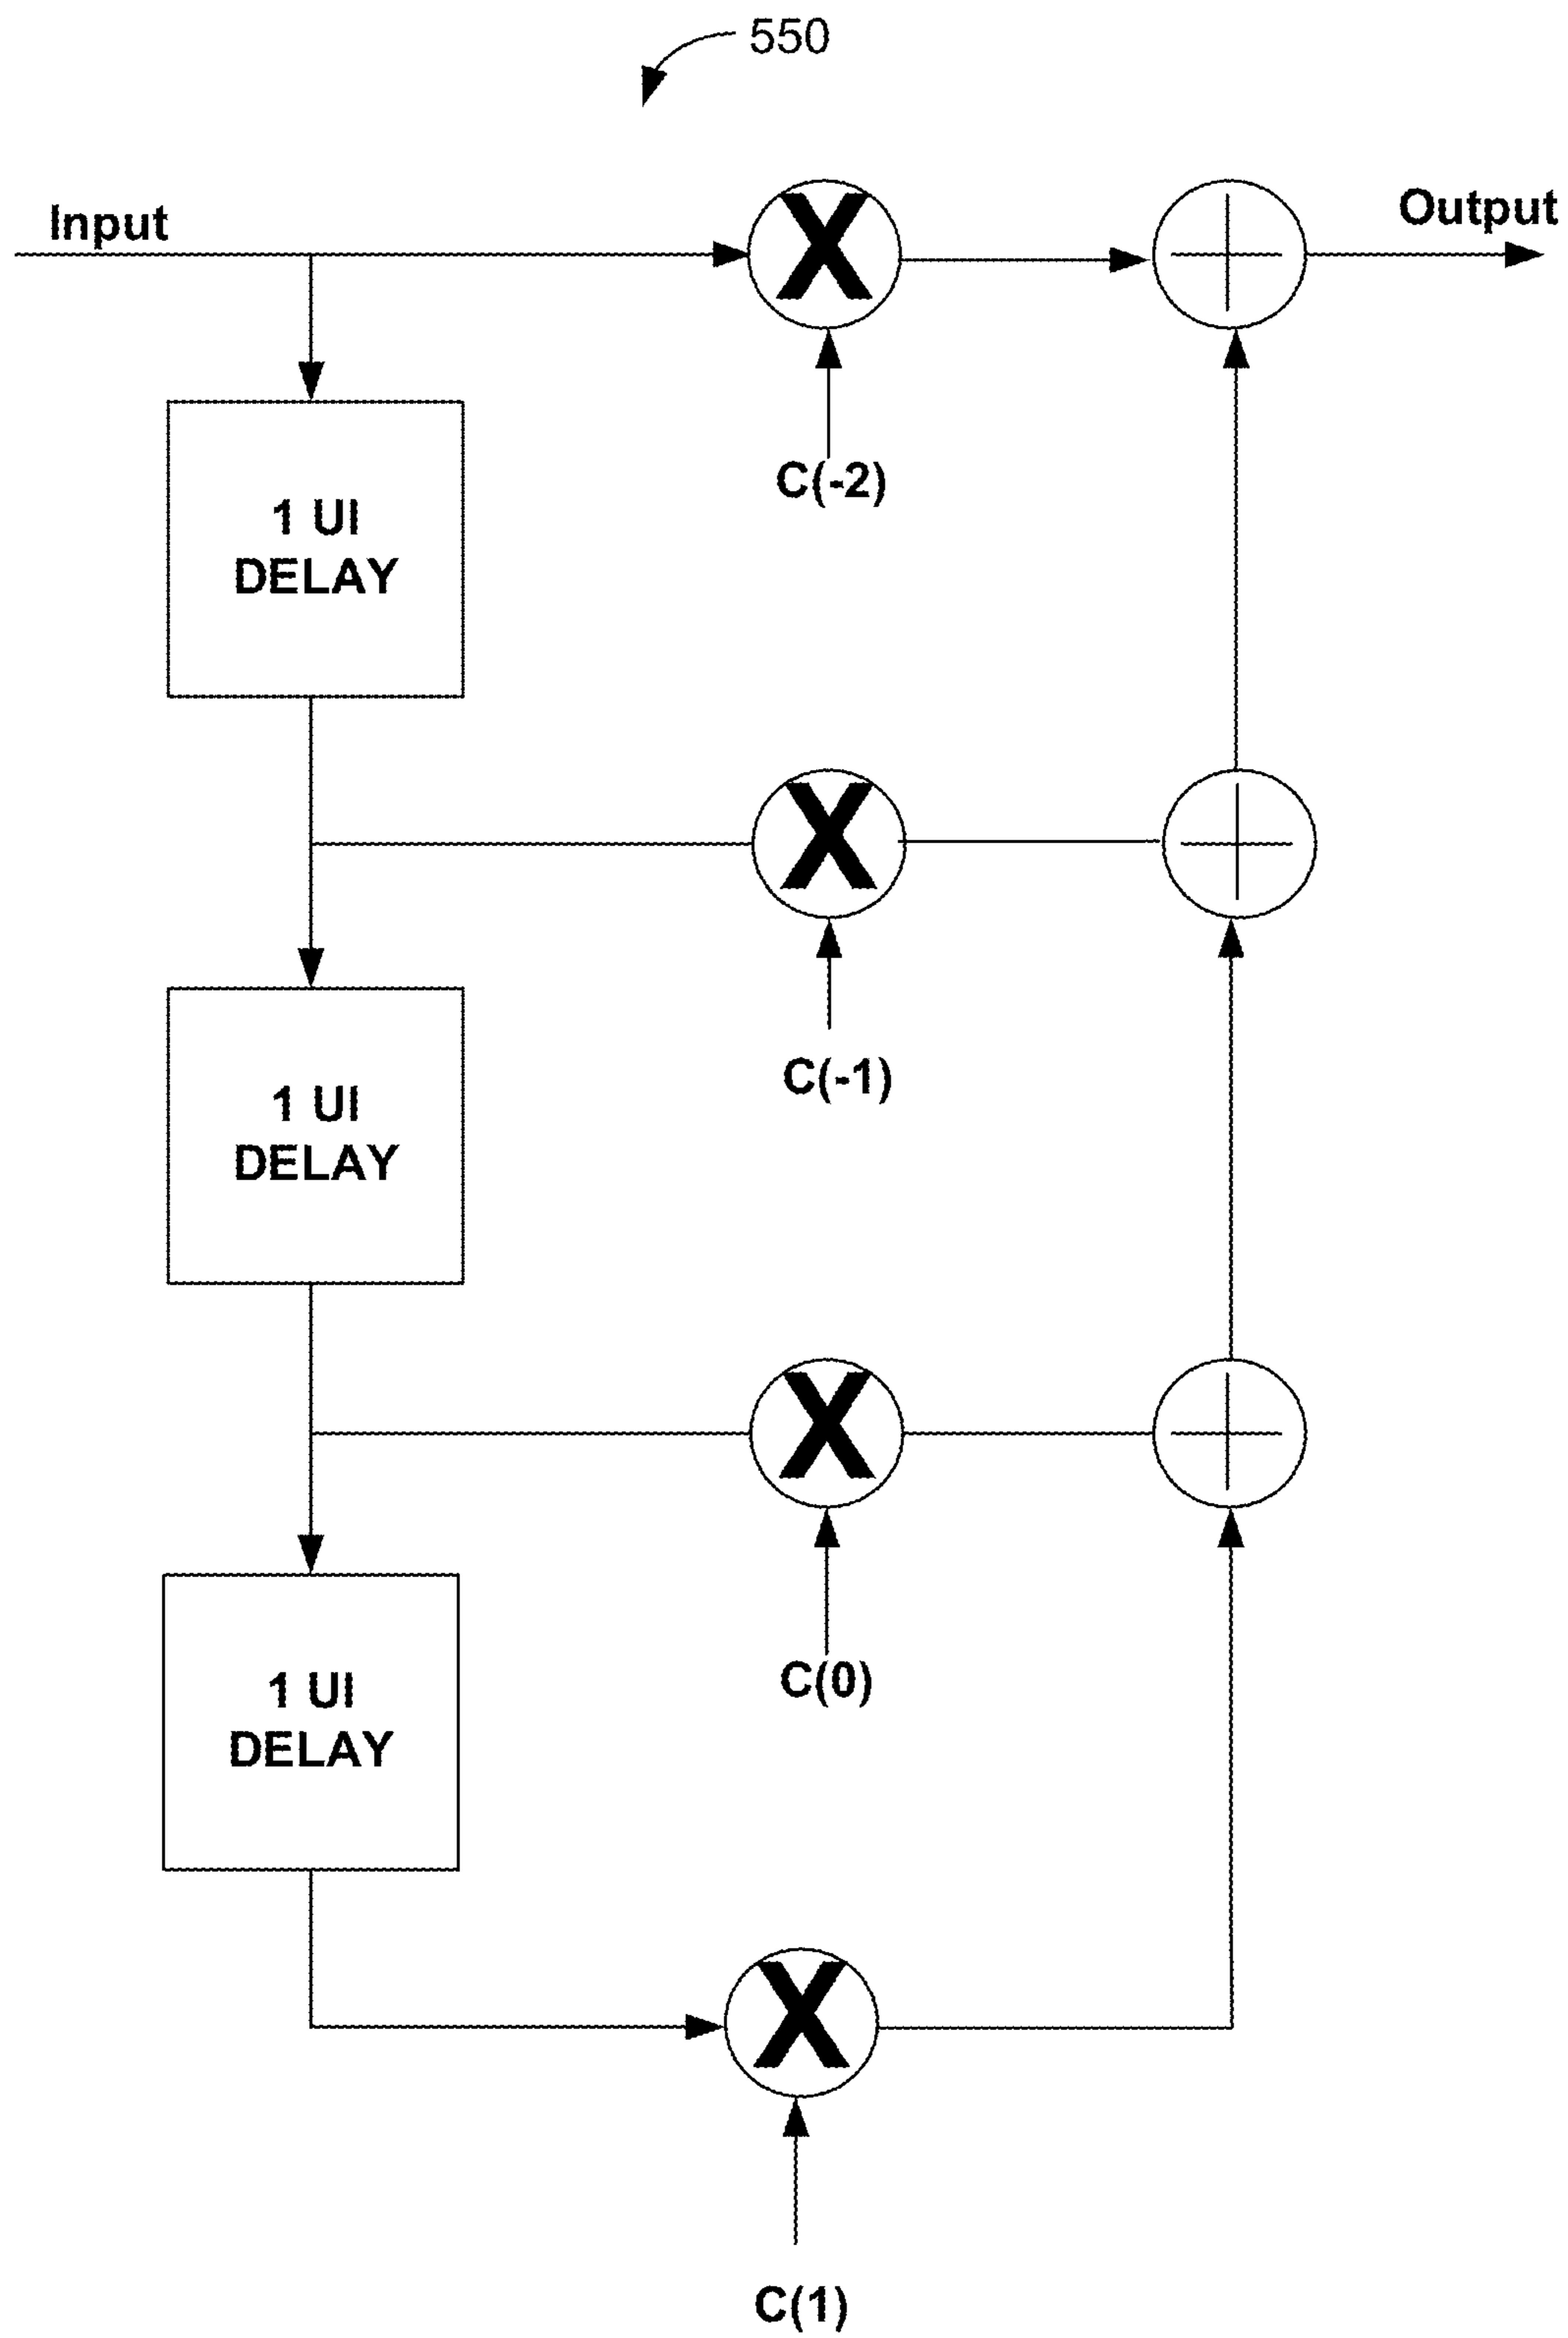 550
Input
Output
C(-2)
1 UI
DELAY
C(-1)
1 UI
DELAY
C(0)
1 UI
DELAY
C(1)